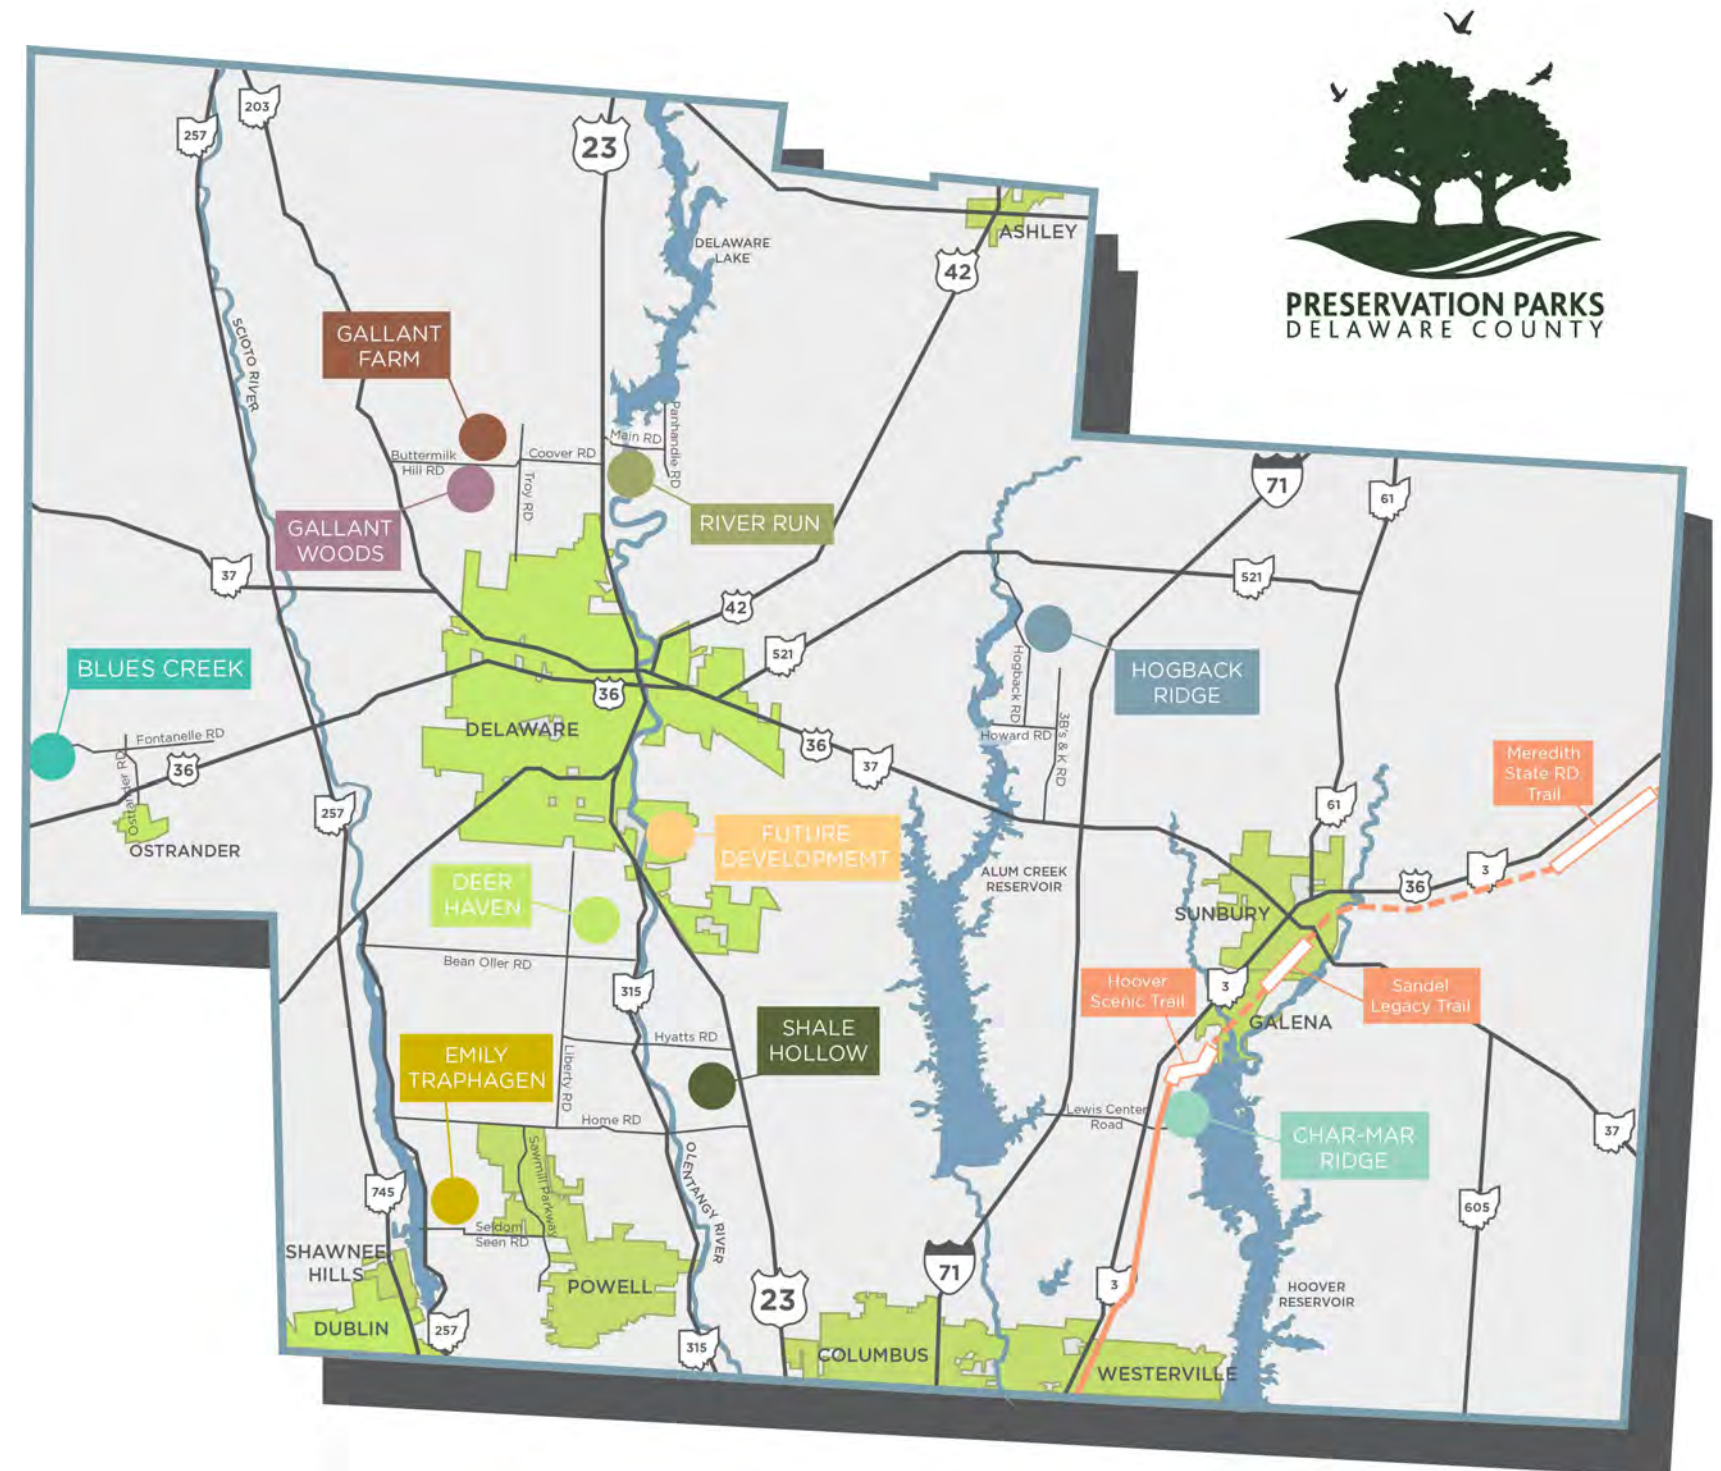 257
203
23
DELAWARE
LAKE
ASHLEY
42
PRESERVATION PARKS
DELAWARE COUNTY
SCIOTO RIVER
GALLANT
FARM
Buttermilk
Hill RD
Coover RD
Main RD
Panhandle RD
Troy RD
GALLANT
WOODS
RIVER RUN
71
61
37
42
521
521
BLUES CREEK
36
HOGBACK
RIDGE
Hogback RD
Howard RD
3B's & K RD
DELAWARE
Fontanelle RD
36
Ostrander RD
OSTRANDER
36
37
257
61
Meredith
State RD
Trail
FUTURE
DEVELOPMEMT
ALUM CREEK
RESERVOIR
DEER
HAVEN
36
3
SUNBURY
Bean Oller RD
315
3
Hoover
Scenic Trail
Sandel
Legacy Trail
GALENA
SHALE
HOLLOW
Hyatts RD
Liberty RD
EMILY
TRAPHAGEN
Home RD
Lewis Center
Road
CHAR-MAR
RIDGE
37
Sawmill Parkway
OLENTANGY RIVER
745
605
Seldom
Seen RD
SHAWNEE
HILLS
POWELL
71
23
3
HOOVER
RESERVOIR
DUBLIN
257
315
COLUMBUS
WESTERVILLE